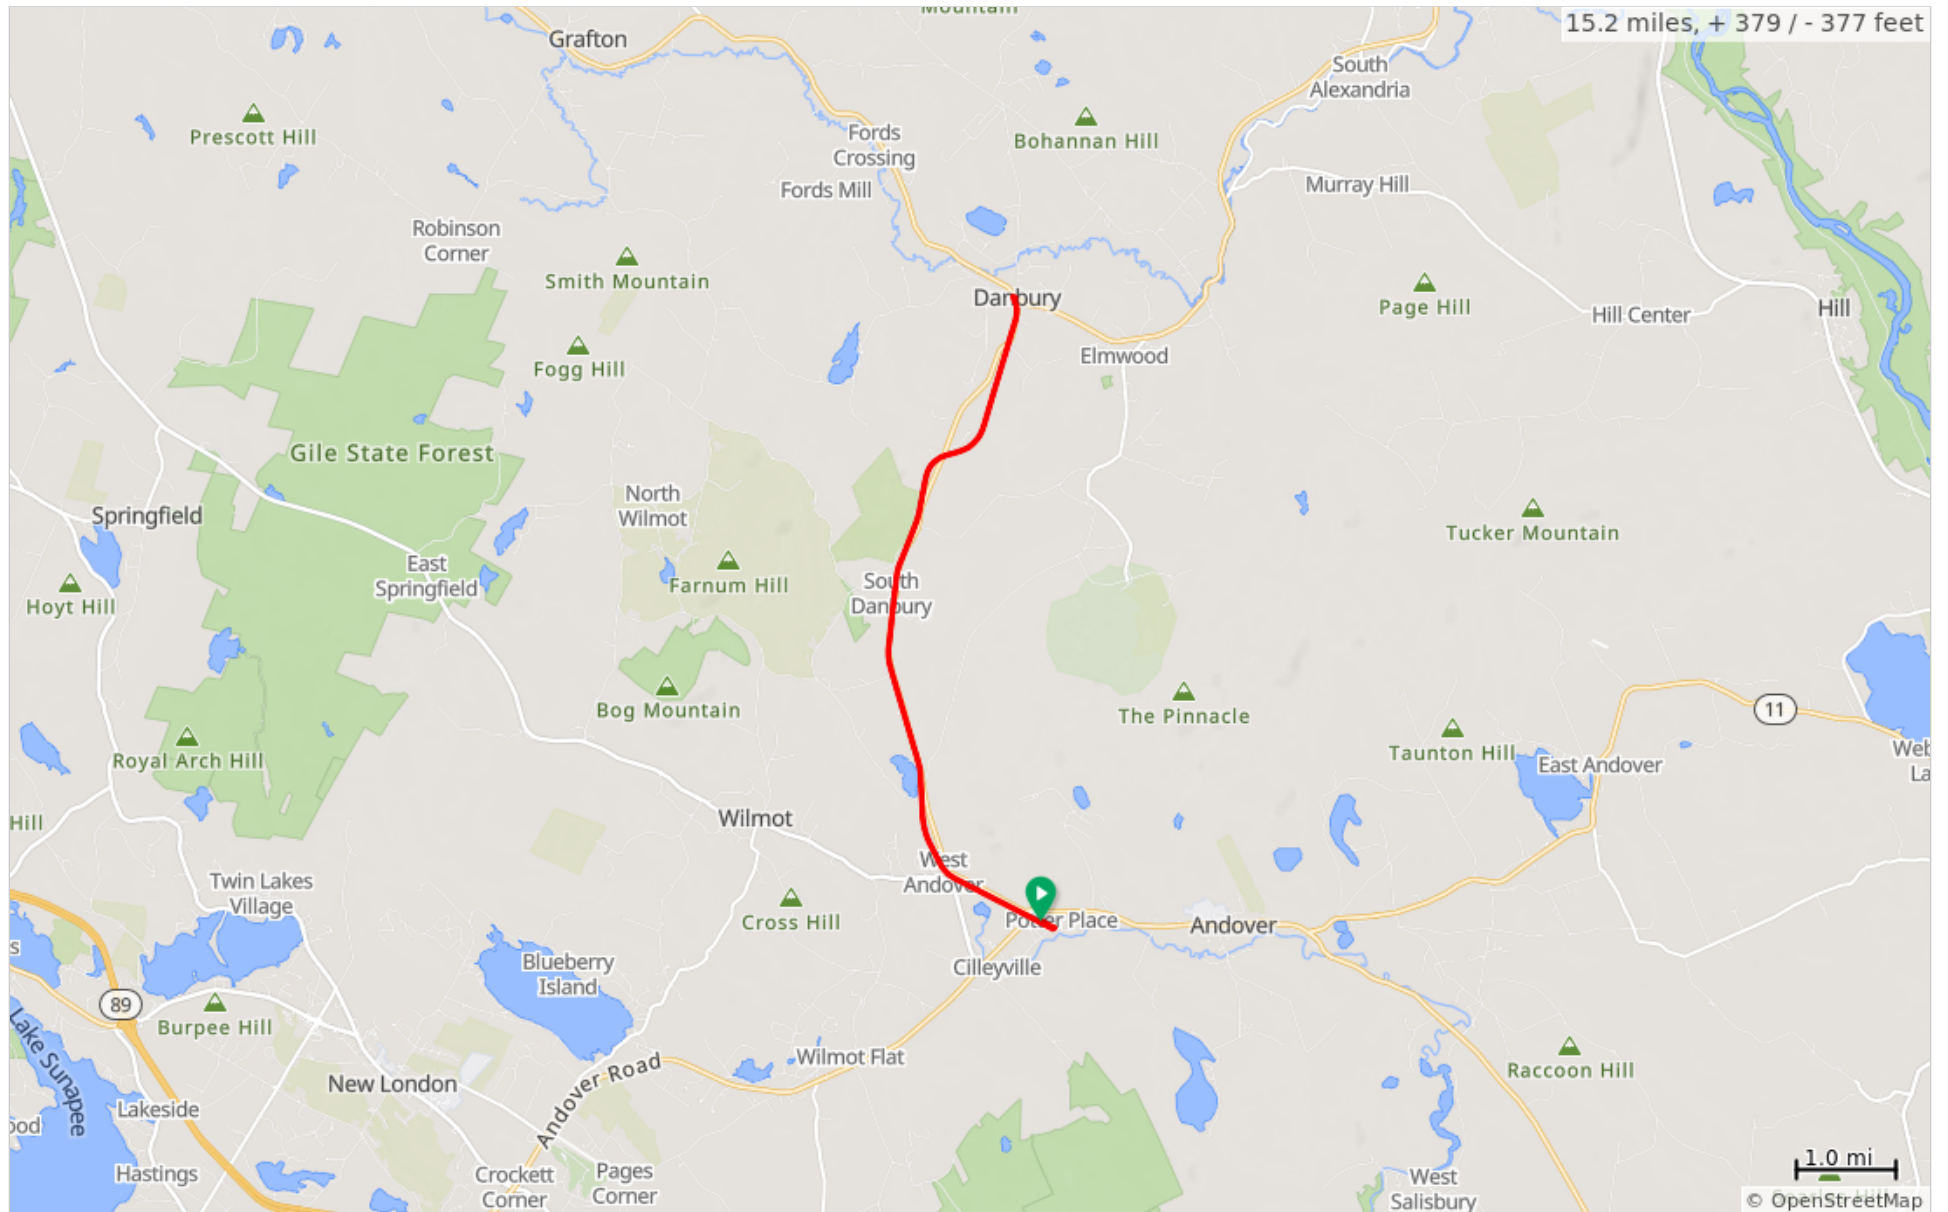 Mountain
15.2 miles, + 379 / - 377 feet
Grafton
South
Alexandria
Prescott Hill
Fords
Crossing
Bohannan Hill
Fords Mill
Murray Hill
Robinson
Corner
Smith Mountain
Danbury
Page Hill
Hill Center
Hill
Elmwood
Fogg Hill
Gile State Forest
North
Wilmot
Springfield
Tucker Mountain
East
Springfield
Farnum Hill
South
Danbury
Hoyt Hill
Bog Mountain
The Pinnacle
11
Royal Arch Hill
Taunton Hill
East Andover
Wilmot
Hill
West
Andover
Twin Lakes
Village
Cross Hill
Potter Place
Andover
Cilleyville
Blueberry
Island
89
Burpee Hill
Lake Sunapee
Wilmot Flat
New London
Andover Road
Raccoon Hill
Lakeside
Hastings
Crockett
Corner
Pages
Corner
West
Salisbury
1.0 mi
© OpenStreetMap